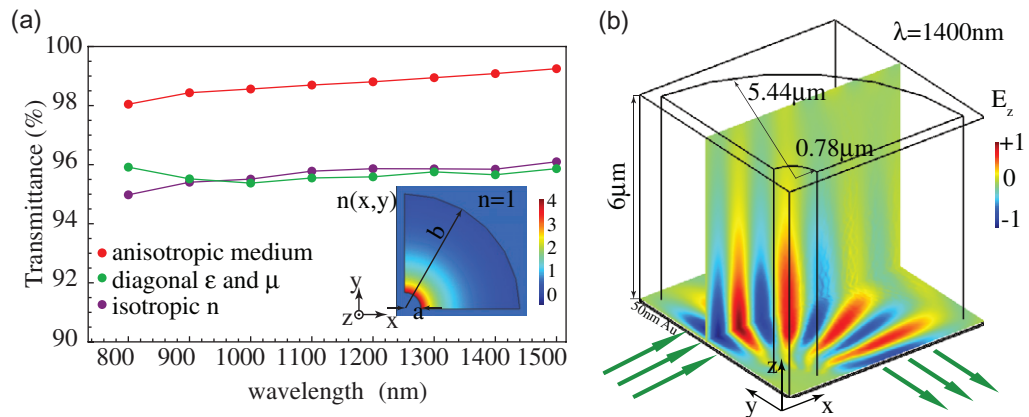 (a)
Transmittance (%)
100
98
96
94
92
90
800 900 1000 1100 1200 1300 1400 1500
wavelength (nm)
anisotropic medium
diagonal ε and μ
isotropic n
n(x,y)
n=1
b
a
4
3
2
1
0
y
z
x
(b)
λ=1400nm
5.44μm
0.78μm
6μm
50nm Au
E_z
+1
0
-1
z
y
x